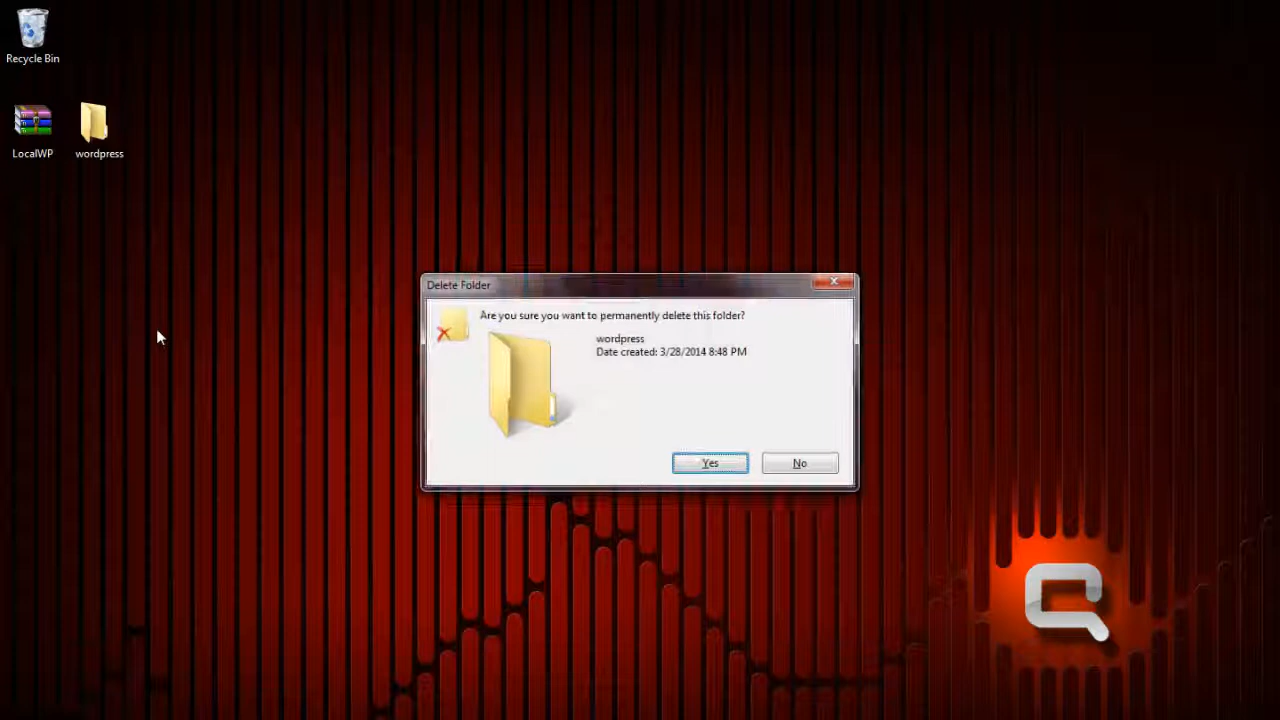 Recycle Bin
LocalWP
wordpress
Delete Folder
Are you sure you want to permanently delete this folder?
wordpress
Date created: 3/28/2014 8:48 PM
Yes
No